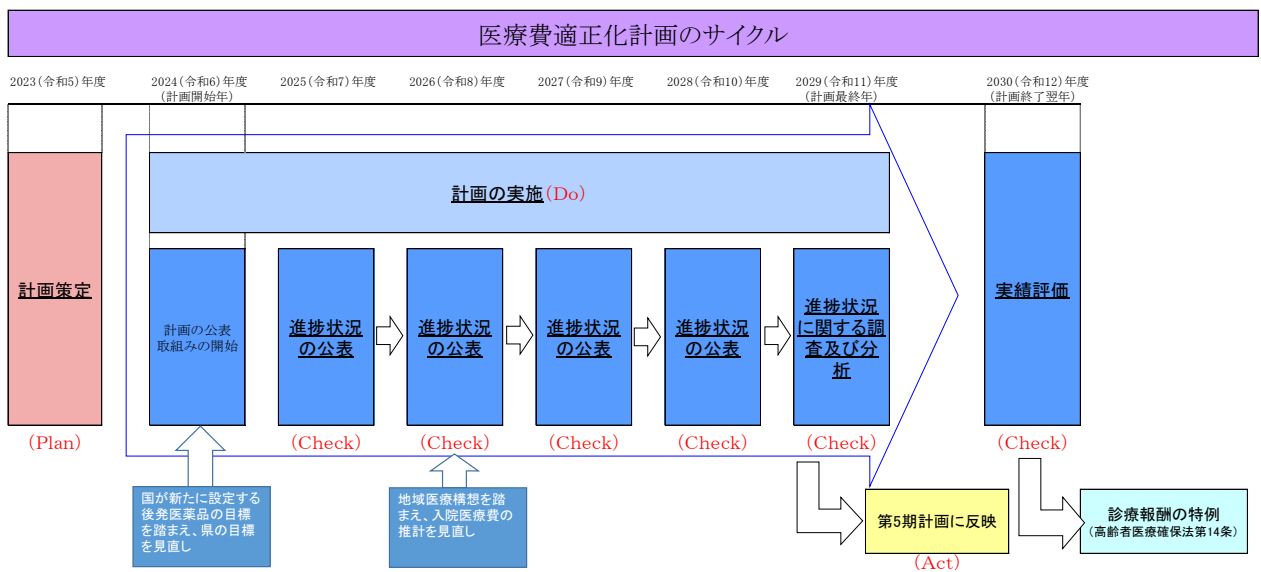 医療費適正化計画のサイクル
2023(令和5)年度
2024(令和6)年度
(計画開始年)
2025(令和7)年度
2026(令和8)年度
2027(令和9)年度
2028(令和10)年度
2029(令和11)年度
(計画最終年)
2030(令和12)年度
(計画終了翌年)
計画の実施(Do)
計画策定
計画の公表
取組みの開始
進捗状況
の公表
進捗状況
の公表
進捗状況
の公表
進捗状況
の公表
進捗状況
に関する調
査及び分
析
実績評価
(Plan)
(Check)
(Check)
(Check)
(Check)
(Check)
(Check)
国が新たに設定する
後発医薬品の目標
を踏まえ、県の目標
を見直し
地域医療構想を踏
まえ、入院医療費の
推計を見直し
第5期計画に反映
(Act)
診療報酬の特例
(高齢者医療確保法第14条)